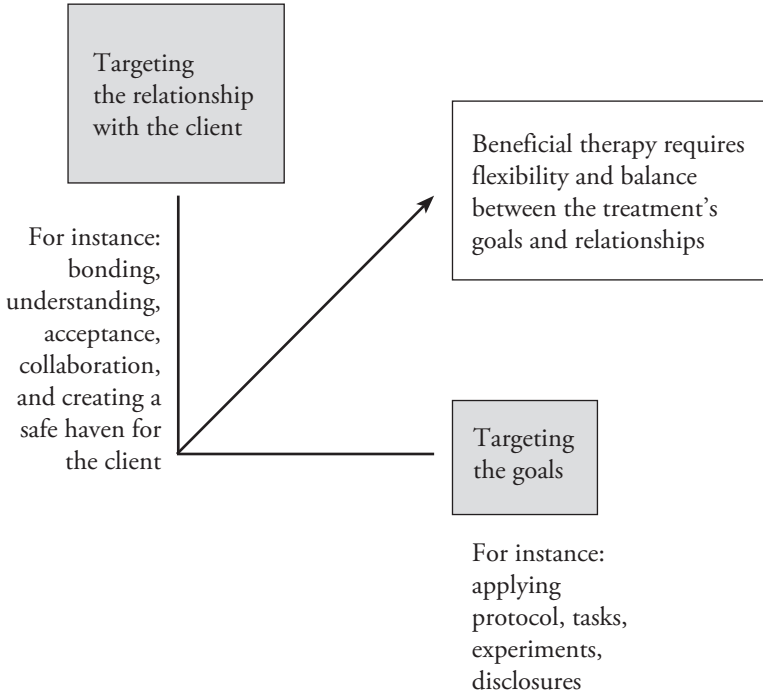 Targeting
the relationship
with the client
For instance:
bonding,
understanding,
acceptance,
collaboration,
and creating a
safe haven for
the client
Beneficial therapy requires
flexibility and balance
between the treatment’s
goals and relationships
Targeting
the goals
For instance:
applying
protocol, tasks,
experiments,
disclosures